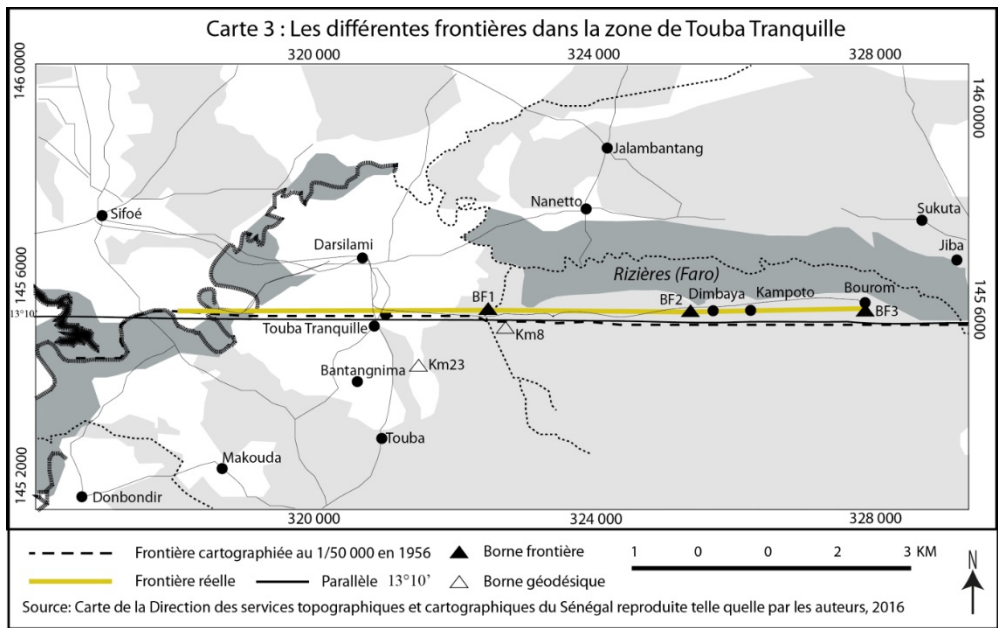 Carte 3 : Les différentes frontières dans la zone de Touba Tranquille
320 000 324 000 328 000
146 0000 146 0000
Jalambantang
Nanetto
Sifoé
Sukuta
Darsilami
Jiba
Rizières (Faro)
145 6000
BF1 BF2 Dimbaya Kampoto Bourom
BF3
13°10'
145 6000
Touba Tranquille
Km8
Km23
Bantangnima
Touba
Makouda
145 2000
Donbondir
320 000 324 000 328 000
Frontière cartographiée au 1/50 000 en 1956 Borne frontière 1 0 0 2 3 KM
N
Frontière réelle Parallèle 13°10' Borne géodésique
Source: Carte de la Direction des services topographiques et cartographiques du Sénégal reproduite telle quelle par les auteurs, 2016